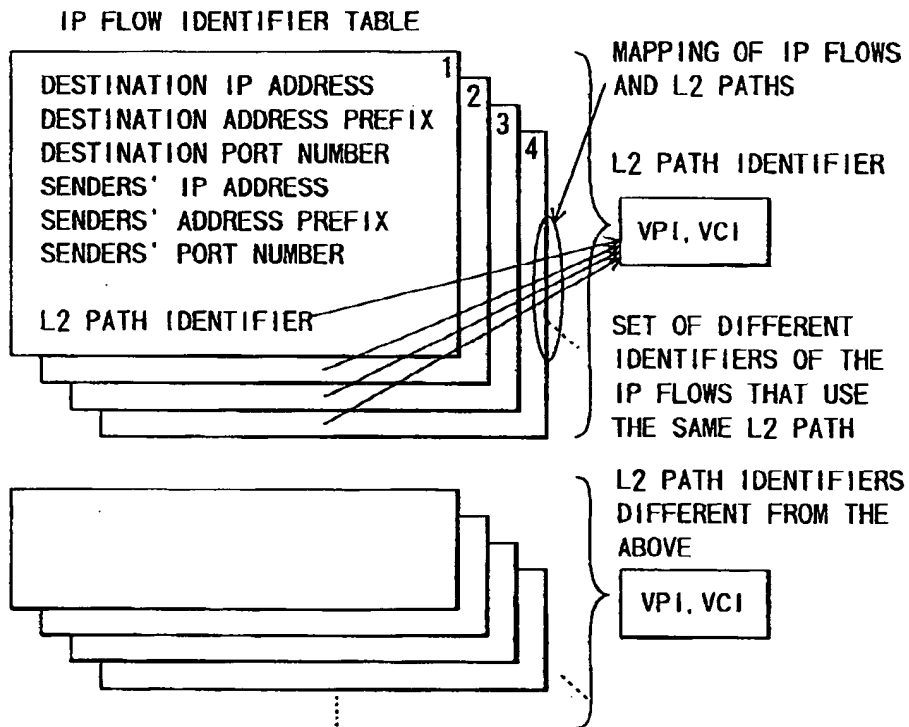 IP FLOW IDENTIFIER TABLE
1
DESTINATION IP ADDRESS
DESTINATION ADDRESS PREFIX
DESTINATION PORT NUMBER
SENDERS' IP ADDRESS
SENDERS' ADDRESS PREFIX
SENDERS' PORT NUMBER
L2 PATH IDENTIFIER
2
3
4
MAPPING OF IP FLOWS
AND L2 PATHS
L2 PATH IDENTIFIER
VPI, VCI
SET OF DIFFERENT
IDENTIFIERS OF THE
IP FLOWS THAT USE
THE SAME L2 PATH
L2 PATH IDENTIFIERS
DIFFERENT FROM THE
ABOVE
VPI, VCI